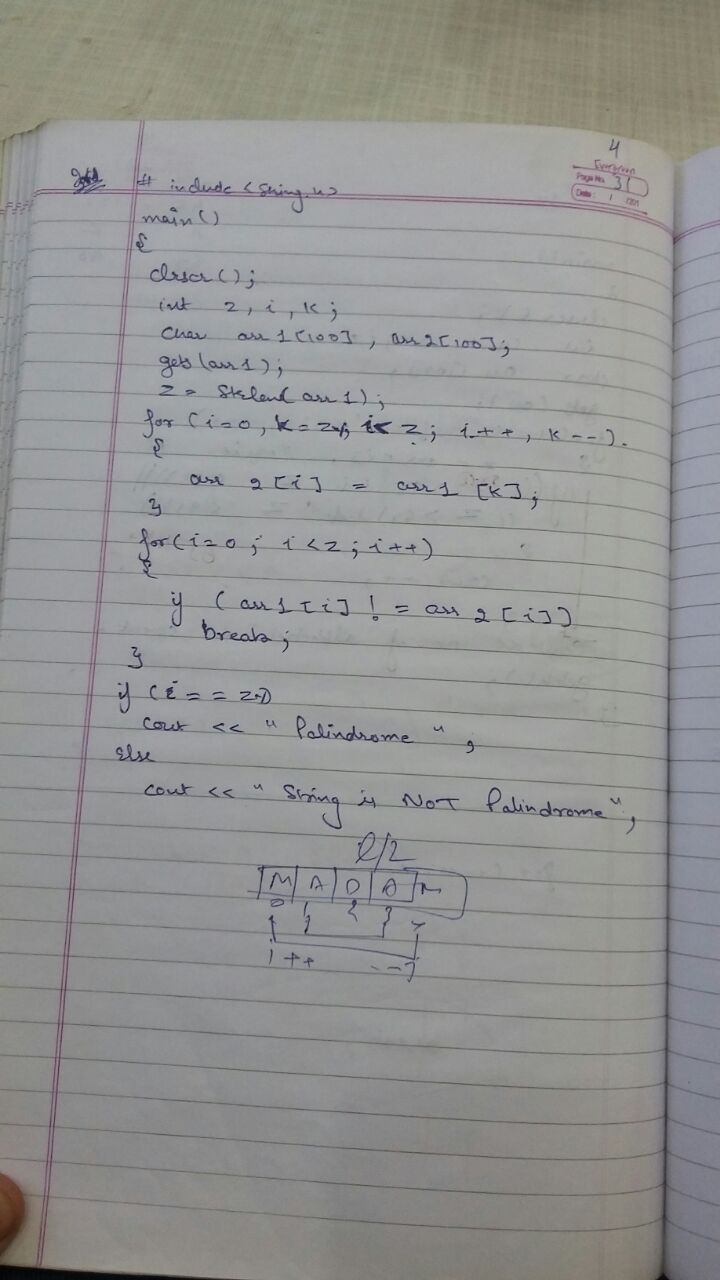 4
Evergreen
Page No. 31
Date: / /201
# include <string.h>
main()
{
clrscr();
int z, i, k;
char arr1[100], arr2[100];
gets(arr1);
z = strlen(arr1);
for (i=0, k=z-1; i<z; i++, k--).
{
arr2[i] = arr1[k];
}
for(i=0; i<z; i++)
{
if (arr1[i] != arr2[i])
break;
}
if (i==z)
cout << "Palindrome";
else
cout << "String is NOT Palindrome";
l/2
M A D A M
0 1 2 3 4
i++ --j